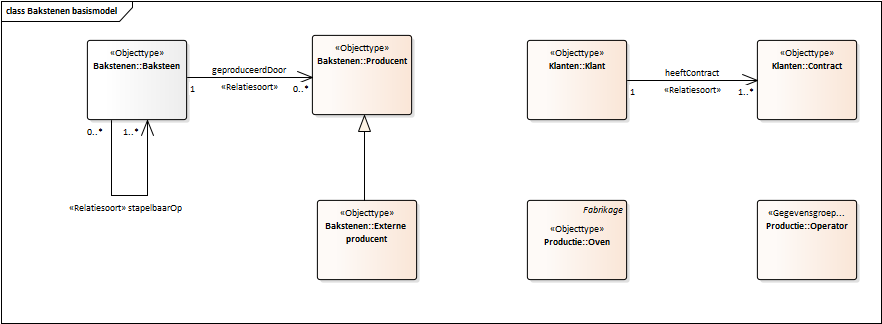 class Bakstenen basismodel
«Objecttype»
Bakstenen::Baksteen
geproduceerdDoor
1
«Relatiesoort»
0..*
«Objecttype»
Bakstenen::Producent
«Objecttype»
Klanten::Klant
heeftContract
1
«Relatiesoort»
1..*
«Objecttype»
Klanten::Contract
0..*
1..*
«Relatiesoort» stapelbaarOp
«Objecttype»
Bakstenen::Externe
producent
Fabrikage
«Objecttype»
Productie::Oven
«Gegevensgroep...
Productie::Operator